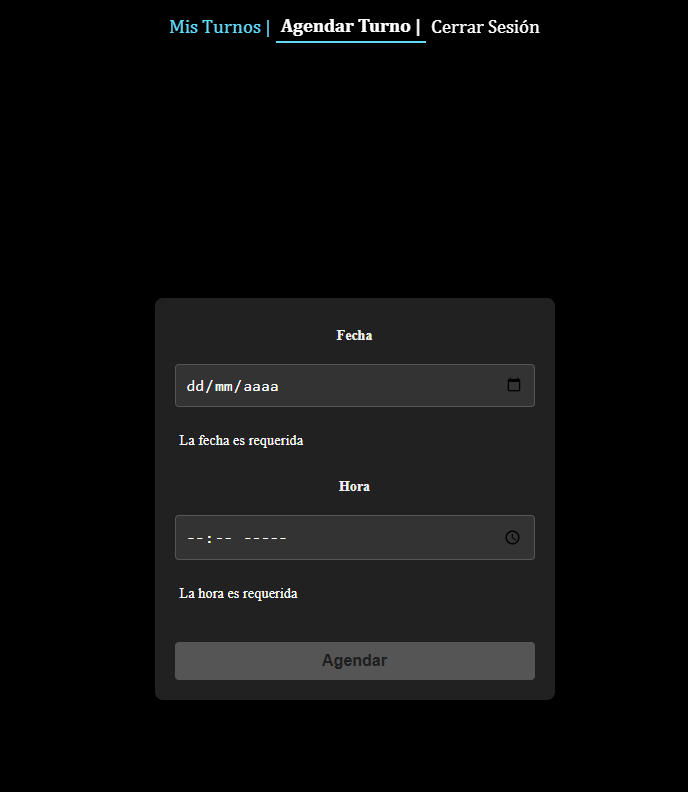 Mis Turnos | Agendar Turno | Cerrar Sesión
Fecha
dd/mm/aaaa
La fecha es requerida
Hora
--:-- -----
La hora es requerida
Agendar